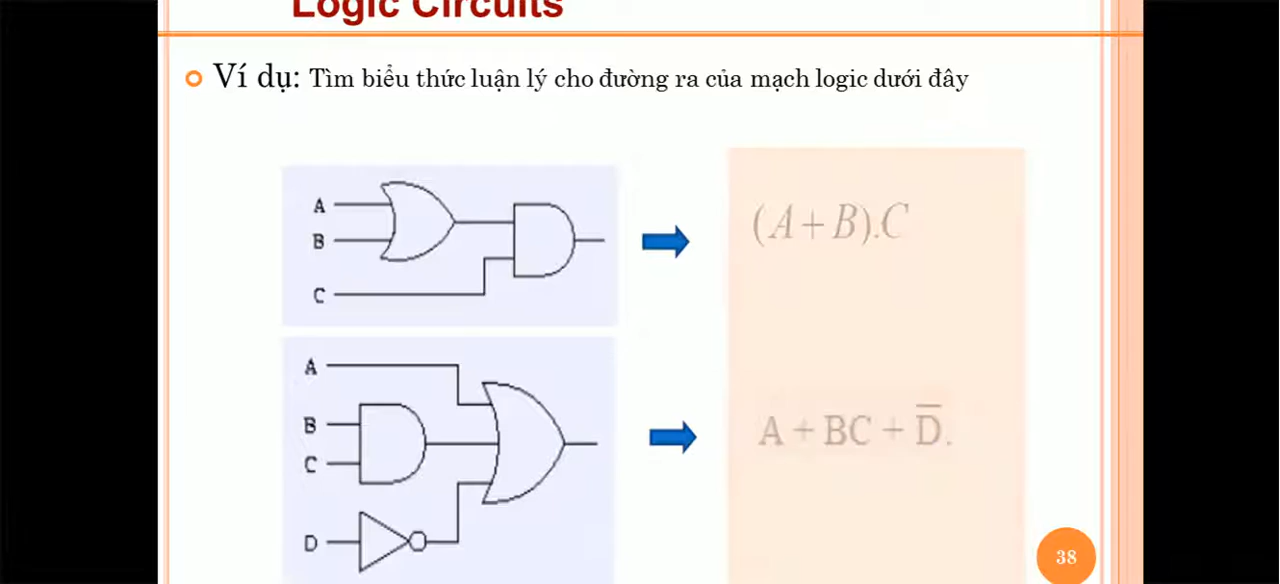 Logic Circuits
Ví dụ: Tìm biểu thức luận lý cho đường ra của mạch logic dưới đây
A
B
C
(A+B).C
A
B
C
D
A + BC + D̅.
38